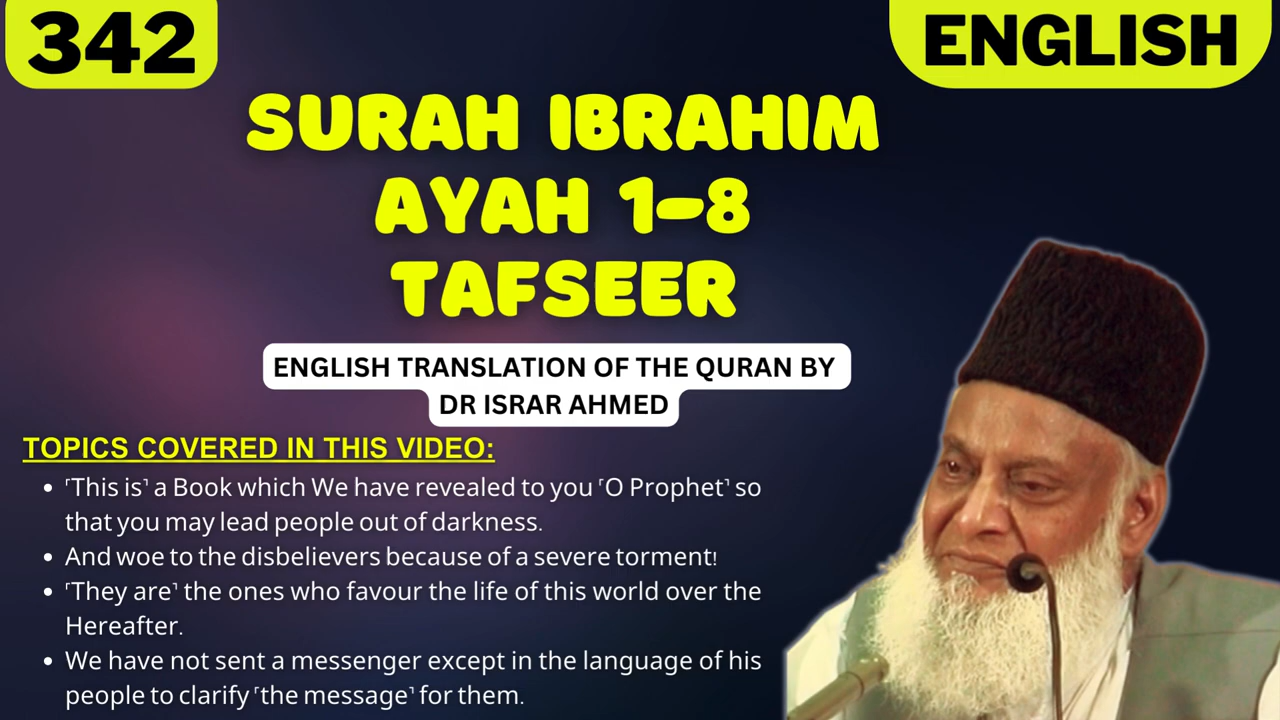 342
ENGLISH
SURAH IBRAHIM
AYAH 1-8
TAFSEER
ENGLISH TRANSLATION OF THE QURAN BY
DR ISRAR AHMED
TOPICS COVERED IN THIS VIDEO:
• ˹This is˺ a Book which We have revealed to you ˹O Prophet˺ so
that you may lead people out of darkness.
• And woe to the disbelievers because of a severe torment!
• ˹They are˺ the ones who favour the life of this world over the
Hereafter.
• We have not sent a messenger except in the language of his
people to clarify ˹the message˺ for them.